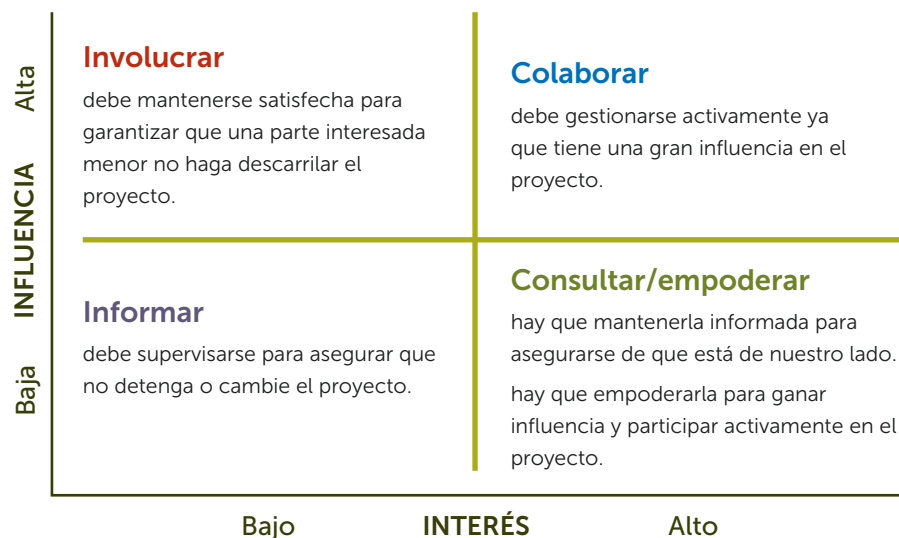 Alta
INFLUENCIA
Baja
Involucrar
debe mantenerse satisfecha para
garantizar que una parte interesada
menor no haga descarrilar el
proyecto.
Colaborar
debe gestionarse activamente ya
que tiene una gran influencia en el
proyecto.
Informar
debe supervisarse para asegurar que
no detenga o cambie el proyecto.
Consultar/empoderar
hay que mantenerla informada para
asegurarse de que está de nuestro lado.
hay que empoderarla para ganar
influencia y participar activamente en el
proyecto.
Bajo
INTERÉS
Alto